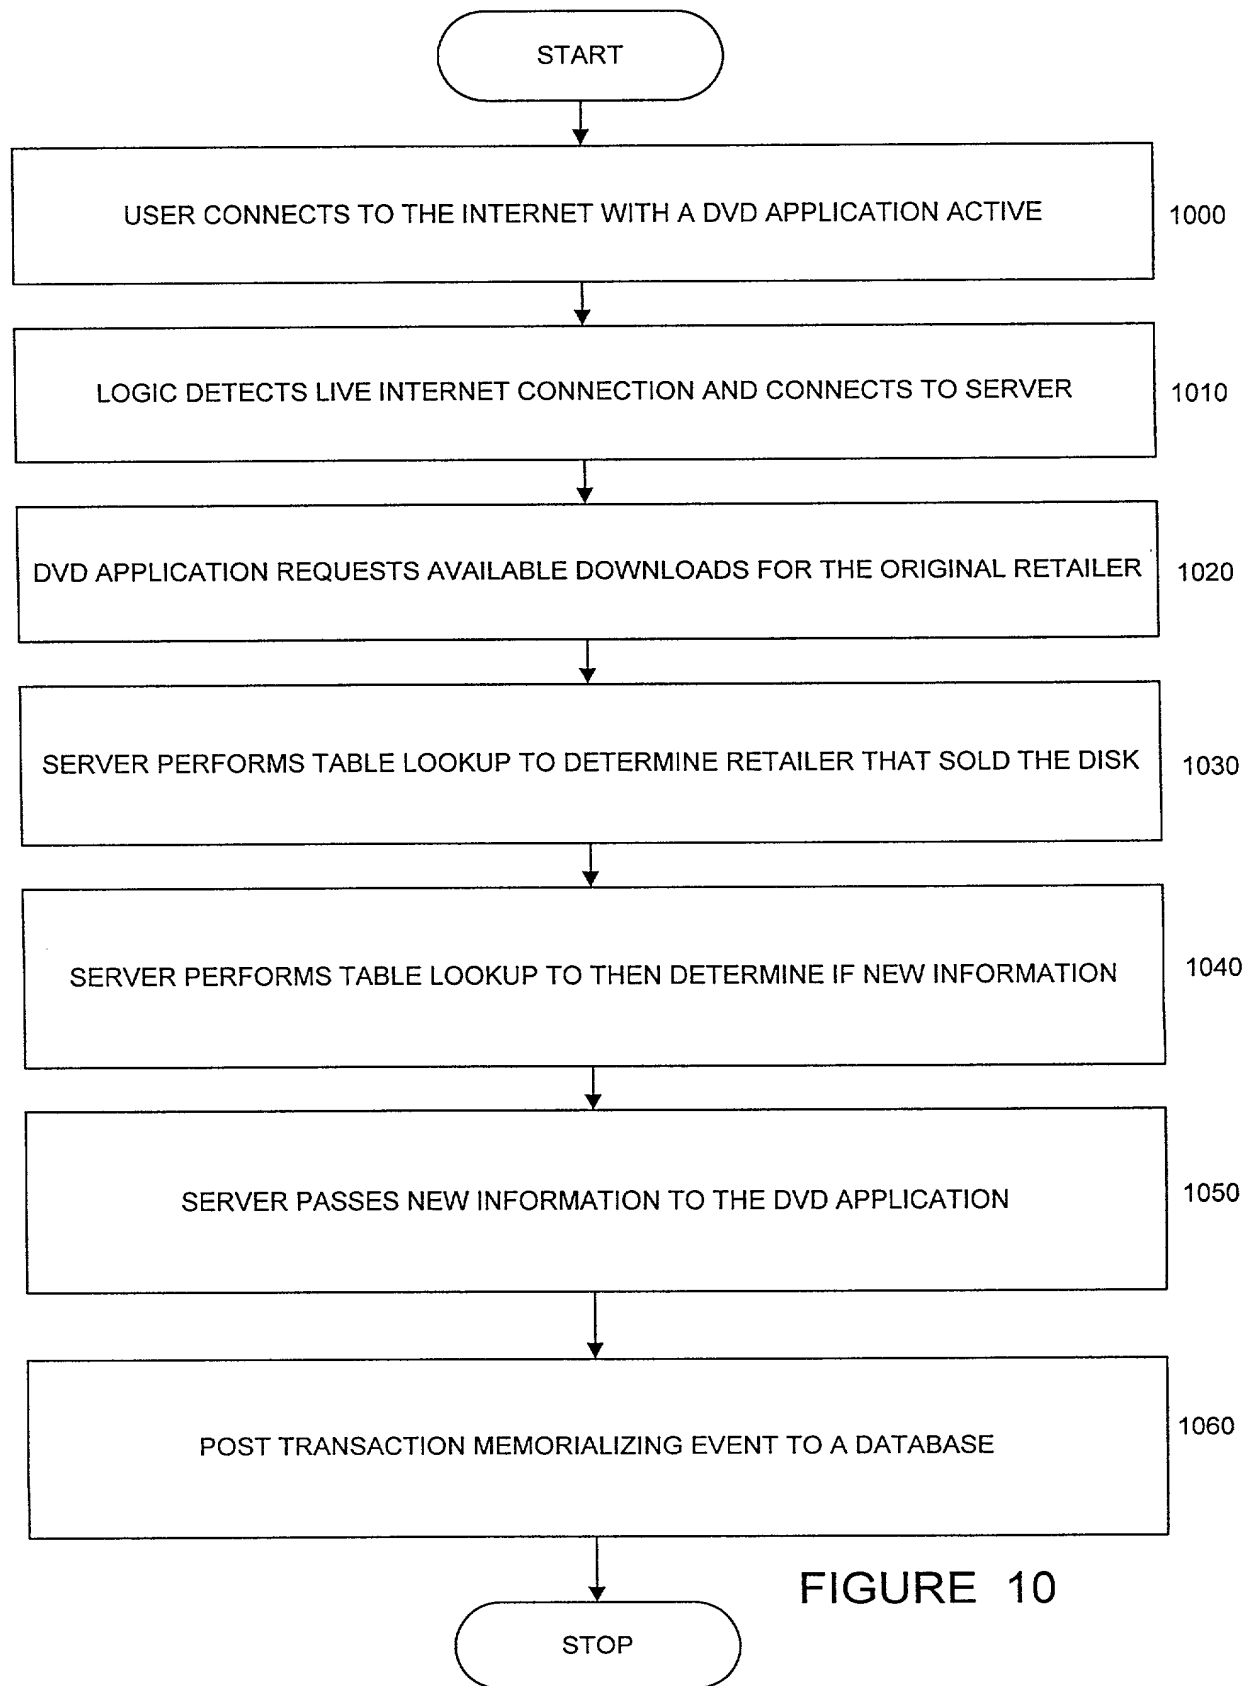 START
USER CONNECTS TO THE INTERNET WITH A DVD APPLICATION ACTIVE
1000
LOGIC DETECTS LIVE INTERNET CONNECTION AND CONNECTS TO SERVER
1010
DVD APPLICATION REQUESTS AVAILABLE DOWNLOADS FOR THE ORIGINAL RETAILER
1020
SERVER PERFORMS TABLE LOOKUP TO DETERMINE RETAILER THAT SOLD THE DISK
1030
SERVER PERFORMS TABLE LOOKUP TO THEN DETERMINE IF NEW INFORMATION
1040
SERVER PASSES NEW INFORMATION TO THE DVD APPLICATION
1050
POST TRANSACTION MEMORIALIZING EVENT TO A DATABASE
1060
FIGURE 10
STOP